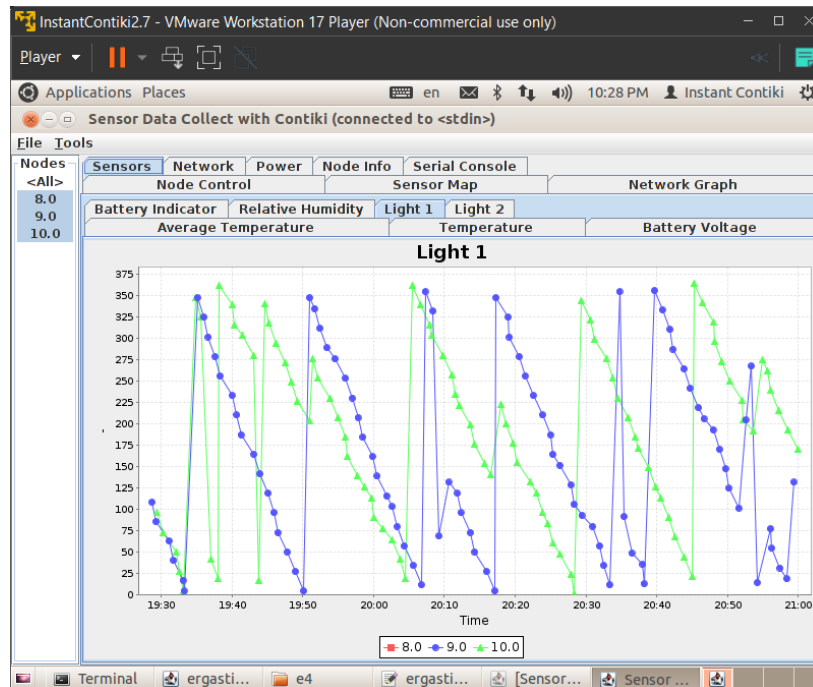 InstantContiki2.7 - VMware Workstation 17 Player (Non-commercial use only)
Player
Applications Places en 10:28 PM Instant Contiki
Sensor Data Collect with Contiki (connected to <stdin>)
File Tools
Nodes
<All>
8.0
9.0
10.0
Sensors Network Power Node Info Serial Console
Node Control Sensor Map Network Graph
Battery Indicator Relative Humidity Light 1 Light 2
Average Temperature Temperature Battery Voltage
Light 1
375
350
325
300
275
250
225
200
175
150
125
100
75
50
25
0
-
19:30 19:40 19:50 20:00 20:10 20:20 20:30 20:40 20:50 21:00
Time
8.0 9.0 10.0
Terminal ergasti... e4 ergasti... [Sensor... Sensor ...